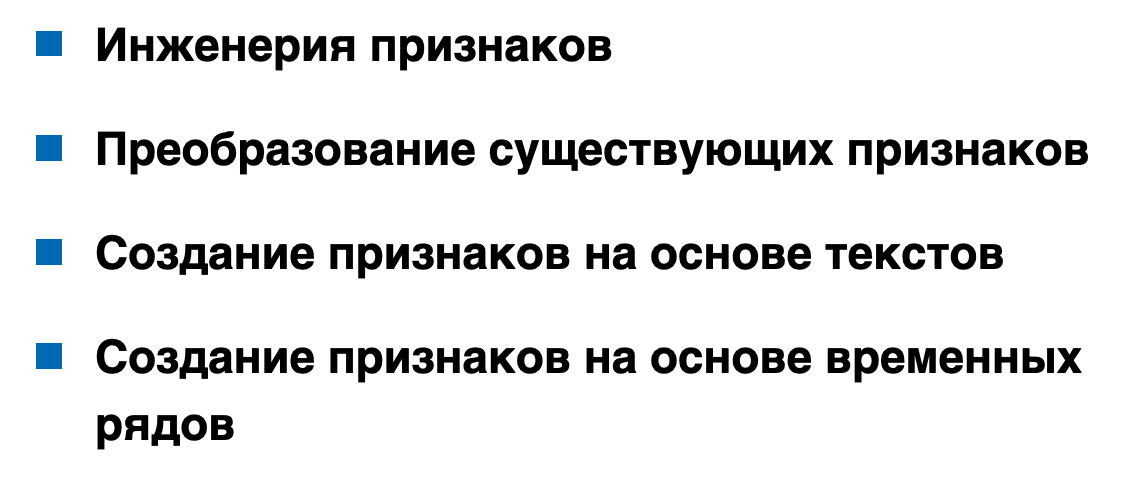 Инженерия признаков
Преобразование существующих признаков
Создание признаков на основе текстов
Создание признаков на основе временных
рядов